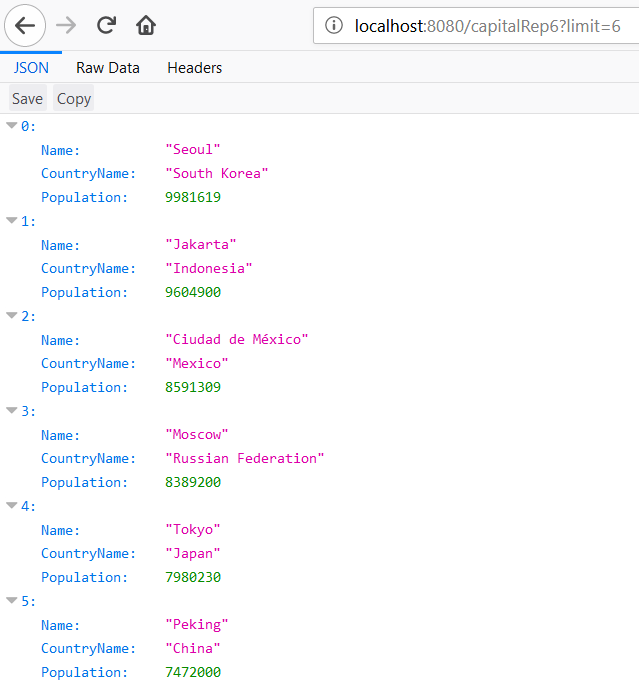 localhost:8080/capitalRep6?limit=6
JSON Raw Data Headers
Save Copy
0:
Name: "Seoul"
CountryName: "South Korea"
Population: 9981619
1:
Name: "Jakarta"
CountryName: "Indonesia"
Population: 9604900
2:
Name: "Ciudad de México"
CountryName: "Mexico"
Population: 8591309
3:
Name: "Moscow"
CountryName: "Russian Federation"
Population: 8389200
4:
Name: "Tokyo"
CountryName: "Japan"
Population: 7980230
5:
Name: "Peking"
CountryName: "China"
Population: 7472000